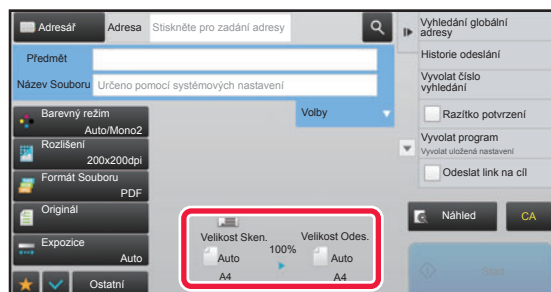 Adresář
Adresa
Stiskněte pro zadání adresy
Předmět
Název Souboru
Určeno pomocí systémových nastavení
Volby
Barevný režim
Auto/Mono2
Rozlišení
200x200dpi
Formát Souboru
PDF
Originál
Expozice
Auto
Ostatní
Velikost Sken.
100%
Velikost Odes.
Auto
Auto
A4
A4
Vyhledání globální
adresy
Historie odeslání
Vyvolat číslo
vyhledání
Razítko potvrzení
Vyvolat program
Vyvolat uložená nastavení
Odeslat link na cíl
Náhled
CA
Start